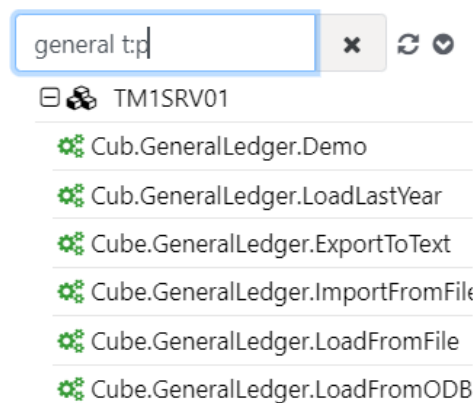 general t:p
TM1SRV01
Cub.GeneralLedger.Demo
Cub.GeneralLedger.LoadLastYear
Cube.GeneralLedger.ExportToText
Cube.GeneralLedger.ImportFromFile
Cube.GeneralLedger.LoadFromFile
Cube.GeneralLedger.LoadFromODB